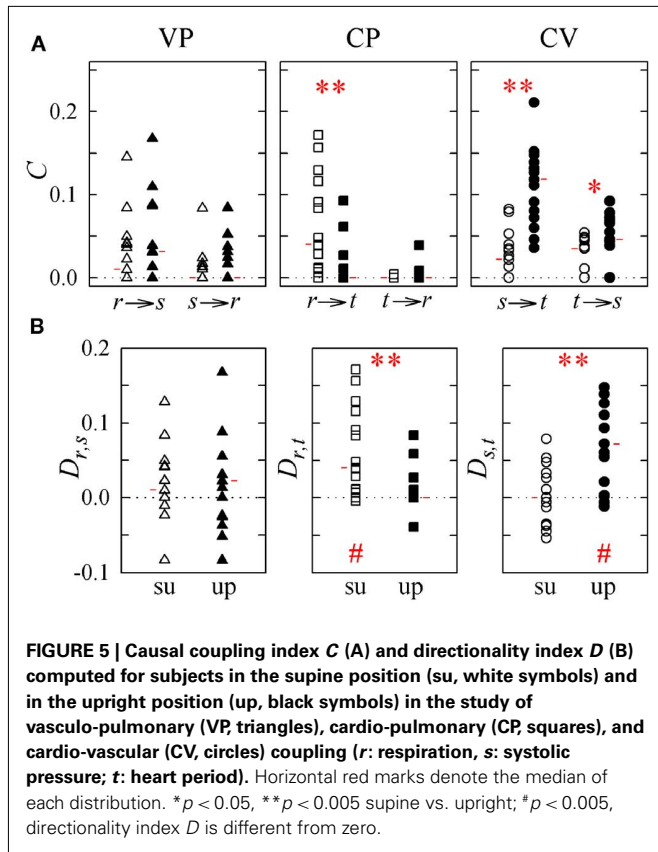 A
VP CP CV
** ** *
0.2
C
0.1
0.0
r→s s→r r→t t→r s→t t→s
B
0.2
** **
D_{r,s} D_{r,t} D_{s,t}
0.1
0.0
# #
-0.1
su up su up su up
FIGURE 5 | Causal coupling index C (A) and directionality index D (B)
computed for subjects in the supine position (su, white symbols) and
in the upright position (up, black symbols) in the study of
vasculo-pulmonary (VP, triangles), cardio-pulmonary (CP, squares), and
cardio-vascular (CV, circles) coupling (r: respiration, s: systolic
pressure; t: heart period). Horizontal red marks denote the median of
each distribution. *p < 0.05, **p < 0.005 supine vs. upright; #p < 0.005,
directionality index D is different from zero.